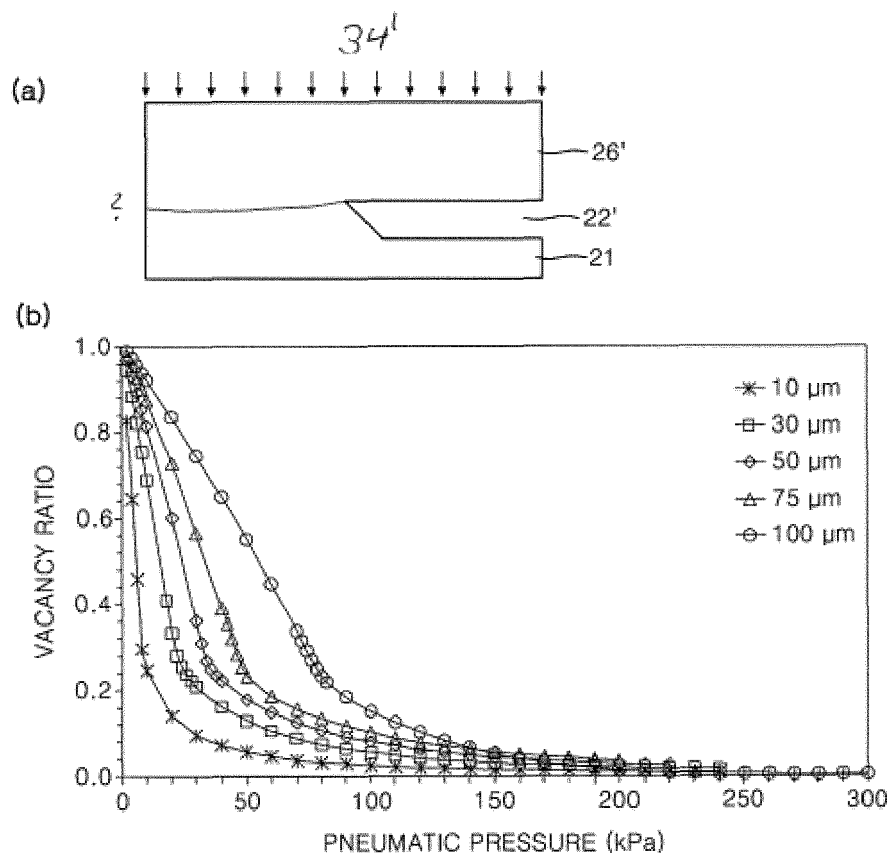 34'
(a)
26'
?
22'
21
(b)
1.0
0.8
0.6
0.4
0.2
0.0
VACANCY RATIO
10 µm
30 µm
50 µm
75 µm
100 µm
0 50 100 150 200 250 300
PNEUMATIC PRESSURE (kPa)